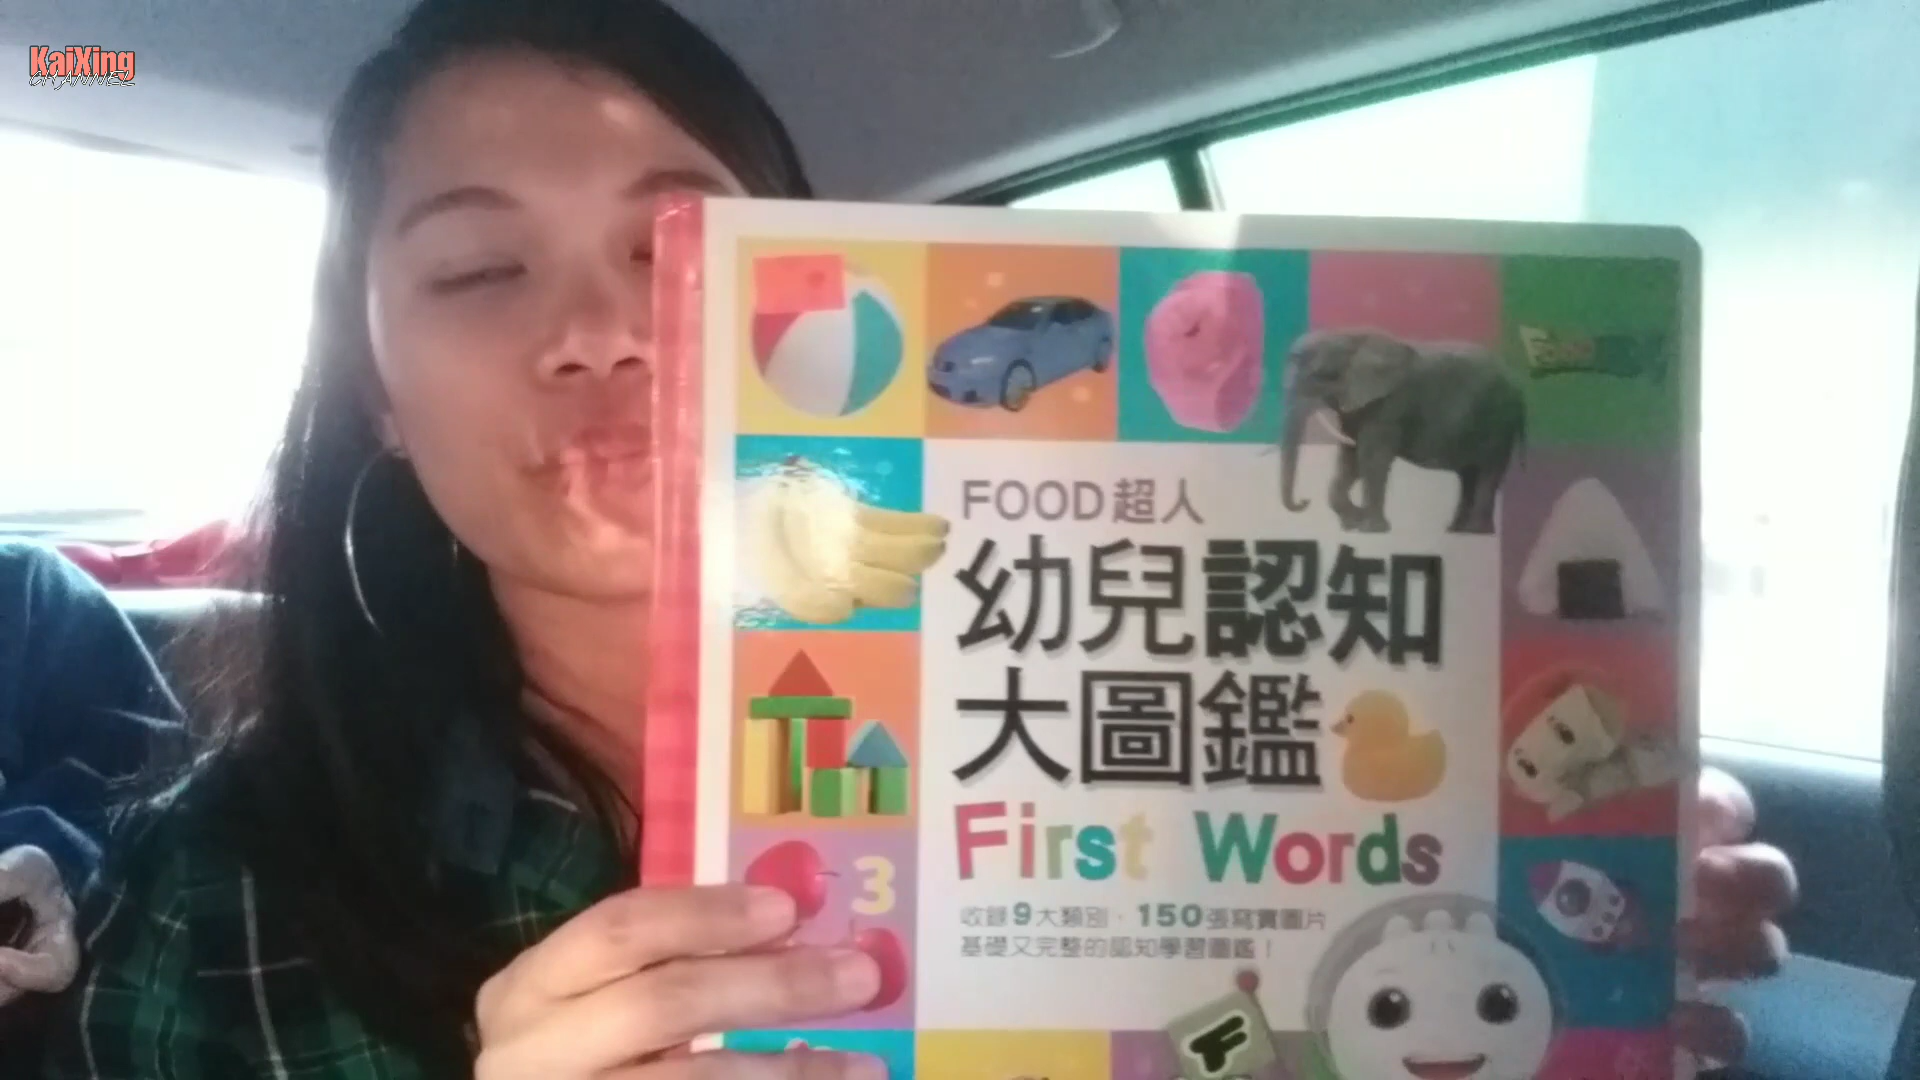 KaiXing
CHANNEL
FOOD超人
幼兒認知
大圖鑑
First Words
3
收錄9大類別，150張寫實圖片
基礎又完整的認知學習圖鑑！
F